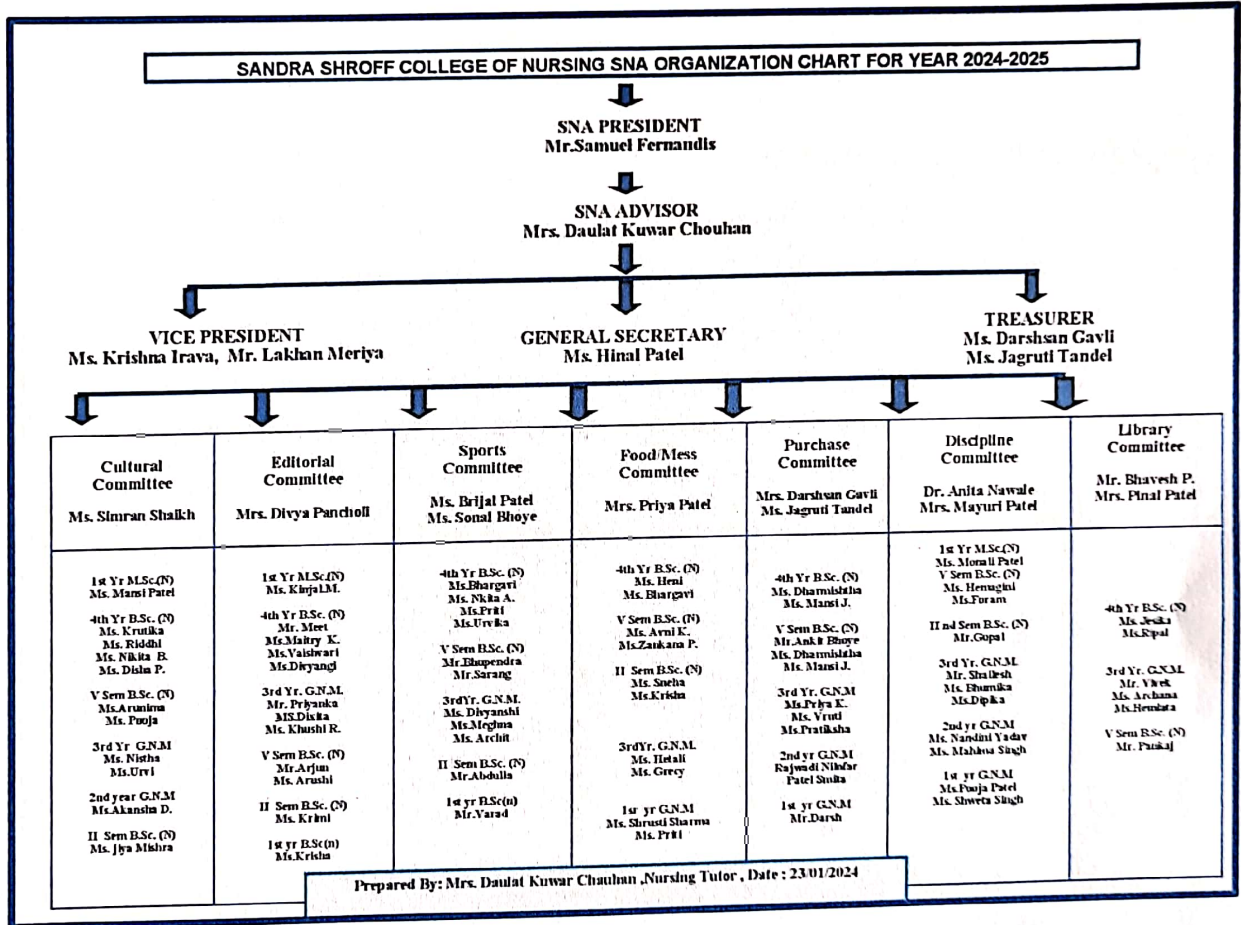 SANDRA SHROFF COLLEGE OF NURSING SNA ORGANIZATION CHART FOR YEAR 2024-2025
SNA PRESIDENT
Mr.Samuel Fernandis
SNA ADVISOR
Mrs. Daulat Kuwar Chouhan
VICE PRESIDENT
Ms. Krishna Irava, Mr. Lakhan Meriya
GENERAL SECRETARY
Ms. Hinal Patel
TREASURER
Ms. Darshsan Gavli
Ms. Jagruti Tandel
Cultural
Committee
Ms. Simran Shaikh
1st Yr M.Sc.(N)
Ms. Mansi Patel
4th Yr B.Sc. (N)
Ms. Krutika
Ms. Riddhi
Ms. Nikita B.
Ms. Disha P.
V Sem B.Sc. (N)
Ms.Arunima
Ms. Pooja
3rd Yr G.N.M
Ms. Nistha
Ms.Urvi
2nd year G.N.M
Ms.Akansha D.
II Sem B.Sc. (N)
Ms. Jiya Mishra
Editorial
Committee
Mrs. Divya Pancholi
1st Yr M.Sc.(N)
Ms. Kinjal.M.
4th Yr B.Sc. (N)
Mr. Meet
Ms.Maitry K.
Ms.Vaishwari
Ms.Divyangi
3rd Yr. G.N.M.
Mr. Priyanka
MS.Dixita
Ms. Khushi R.
V Sem B.Sc. (N)
Mr.Arjun
Ms. Arushi
II Sem B.Sc. (N)
Ms. Krimi
1st yr B.Sc(n)
Ms.Krisha
Sports
Committee
Ms. Brijal Patel
Ms. Sonal Bhoye
4th Yr B.Sc. (N)
Ms.Bhargavi
Ms. Nkita A.
Ms.Priti
Ms.Urvika
V Sem B.Sc. (N)
Mr.Bhupendra
Mr.Sarang
3rdYr. G.N.M.
Ms. Divyanshi
Ms.Meghna
Ms. Archit
II Sem B.Sc. (N)
Mr.Abdulla
1st yr B.Sc(n)
Mr.Varad
Food/Mess
Committee
Mrs. Priya Patel
4th Yr B.Sc. (N)
Ms. Heni
Ms. Bhargavi
V Sem B.Sc. (N)
Ms. Avni K.
Ms.Zankana P.
II Sem B.Sc. (N)
Ms. Sneha
Ms.Krisha
3rdYr. G.N.M.
Ms. Hetali
Ms. Grecy
1sr yr G.N.M
Ms. Shrusti Sharma
Ms. Priti
Purchase
Committee
Mrs. Darshsan Gavli
Ms. Jagruti Tandel
4th Yr B.Sc. (N)
Ms. Dharmishtha
Ms. Mansi J.
V Sem B.Sc. (N)
Mr.Ankit Bhoye
Ms. Dharmishtha
Ms. Mansi J.
3rd Yr. G.N.M
Ms.Priya K.
Ms. Vruti
Ms.Pratiksha
2nd yr G.N.M
Rajwadi Nilofar
Patel Smita
1st yr G.N.M
Mr.Darsh
Discipline
Committee
Dr. Anita Nawale
Mrs. Mayuri Patel
1st Yr M.Sc.(N)
Ms. Monali Patel
V Sem B.Sc. (N)
Ms. Henugini
Ms.Foram
II nd Sem B.Sc. (N)
Mr.Gopal
3rd Yr. G.N.M.
Mr. Shailesh
Ms. Bhumika
Ms.Dipika
2nd yr G.N.M
Ms. Nandini Yadav
Ms. Mahima Singh
1st yr G.N.M
Ms.Pooja Patel
Ms. Shweta Singh
Library
Committee
Mr. Bhavesh P.
Mrs. Pinal Patel
4th Yr B.Sc. (N)
Ms. Jesika
Ms.Ripal
3rd Yr. G.N.M.
Mr. Vivek
Ms. Archana
Ms.Hemlata
V Sem B.Sc. (N)
Mr. Pankaj
Prepared By: Mrs. Daulat Kuwar Chauhan ,Nursing Tutor , Date : 23/01/2024